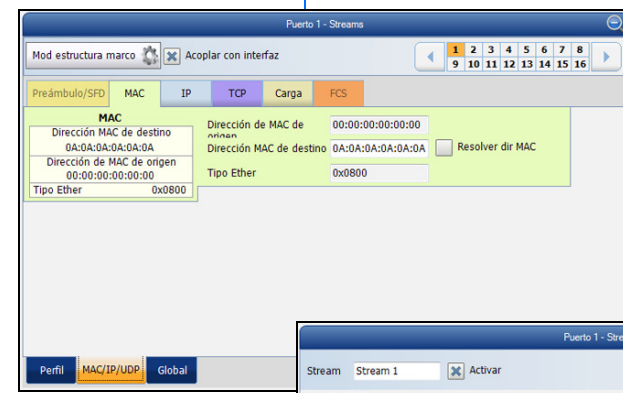 Puerto 1 - Streams
Mod estructura marco Acoplar con interfaz
1 2 3 4 5 6 7 8
9 10 11 12 13 14 15 16
Preámbulo/SFD MAC IP TCP Carga FCS
MAC
Dirección MAC de destino
0A:0A:0A:0A:0A:0A
Dirección de MAC de origen
00:00:00:00:00:00
Tipo Ether 0x0800
Dirección de MAC de origen 00:00:00:00:00:00
Dirección MAC de destino 0A:0A:0A:0A:0A:0A Resolver dir MAC
Tipo Ether 0x0800
Perfil MAC/IP/UDP Global
Puerto 1 - Stre
Stream Stream 1 Activar